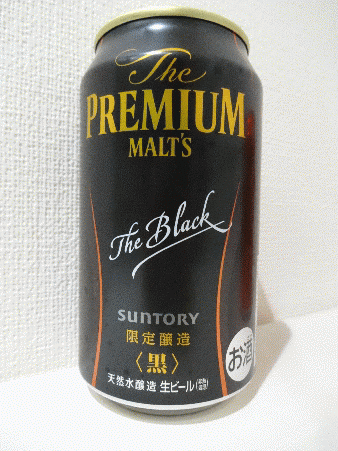 The
PREMIUM
MALT'S
The Black
SUNTORY
限定醸造
〈黒〉
お酒
天然水醸造 生ビール